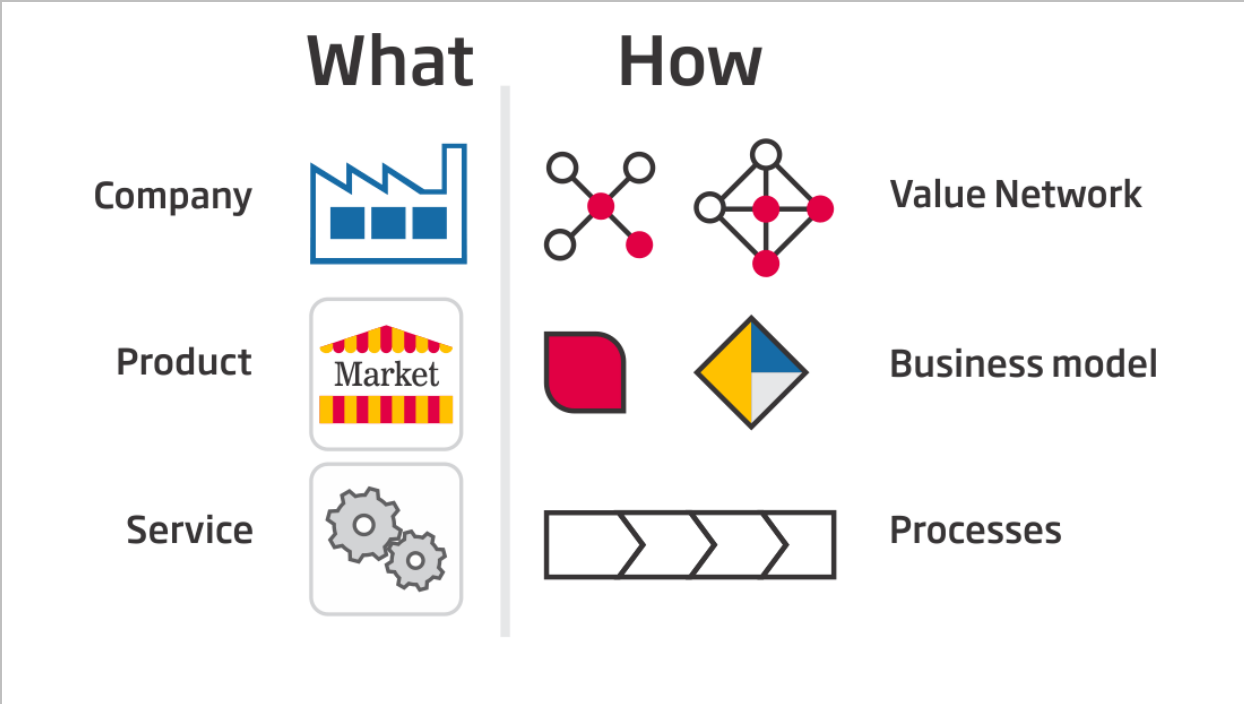 What
How
Company
Value Network
Product
Market
Business model
Service
Processes